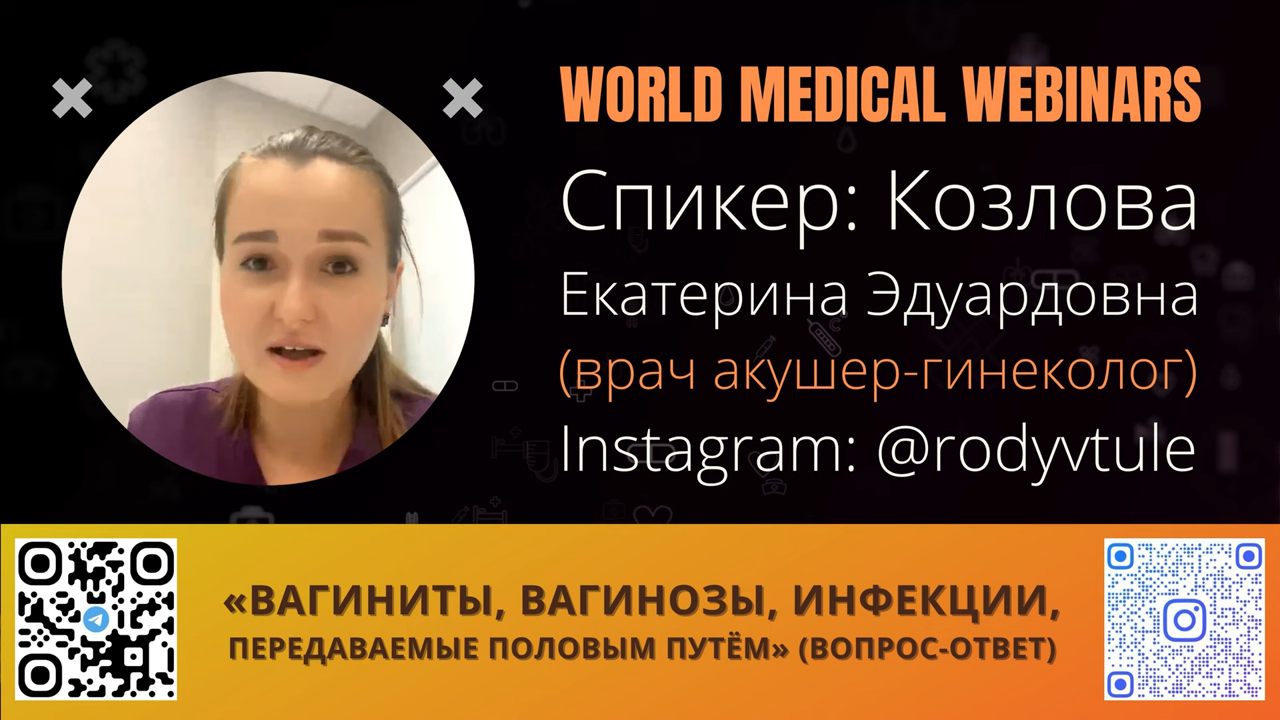 WORLD MEDICAL WEBINARS
Спикер: Козлова
Екатерина Эдуардовна
(врач акушер-гинеколог)
Instagram: @rodyvtule
«ВАГИНИТЫ, ВАГИНОЗЫ, ИНФЕКЦИИ,
ПЕРЕДАВАЕМЫЕ ПОЛОВЫМ ПУТЁМ» (ВОПРОС-ОТВЕТ)